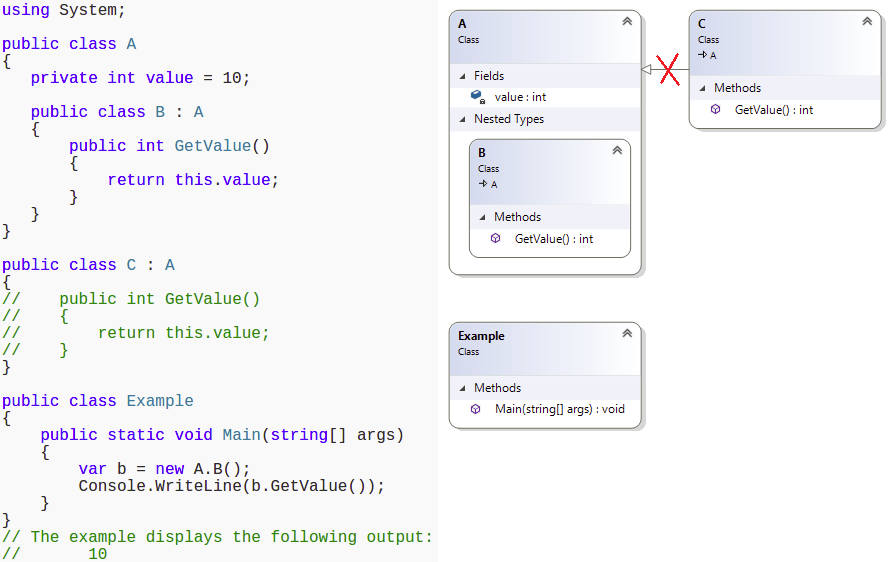 using System;
public class A
{
private int value = 10;
public class B : A
{
public int GetValue()
{
return this.value;
}
}
}
public class C : A
{
//    public int GetValue()
//    {
//        return this.value;
//    }
}
public class Example
{
public static void Main(string[] args)
{
var b = new A.B();
Console.WriteLine(b.GetValue());
}
}
// The example displays the following output:
//       10
A
Class
Fields
value : int
Nested Types
B
Class
A
Methods
GetValue() : int
C
Class
A
Methods
GetValue() : int
Example
Class
Methods
Main(string[] args) : void